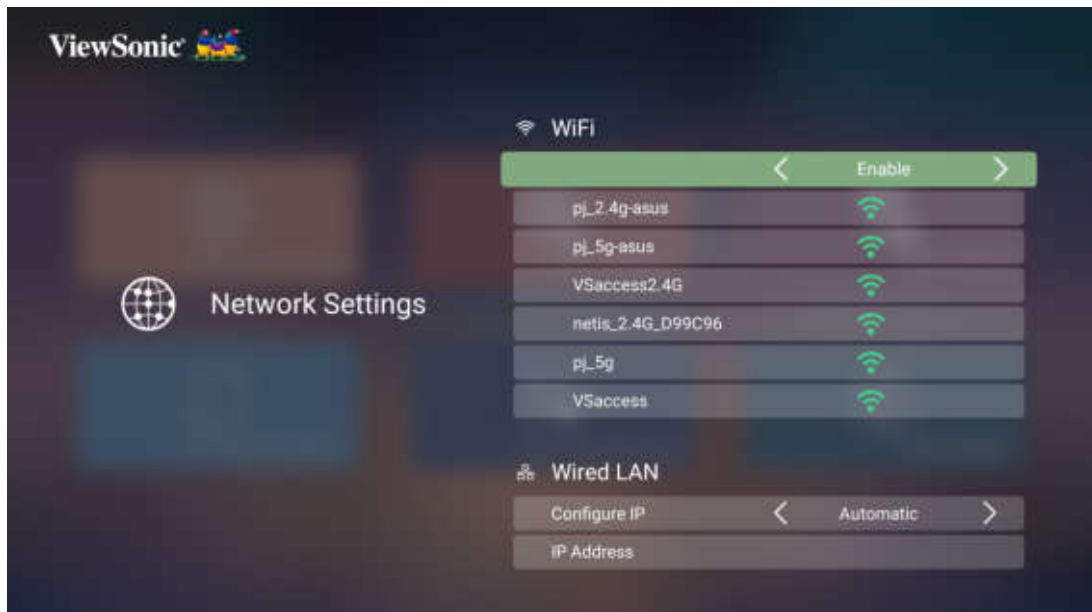 ViewSonic
WiFi
Enable
pj_2.4g-asus
pj_5g-asus
VSaccess2.4G
netis_2.4G_D99C96
pj_5g
VSaccess
Network Settings
Wired LAN
Configure IP Automatic
IP Address